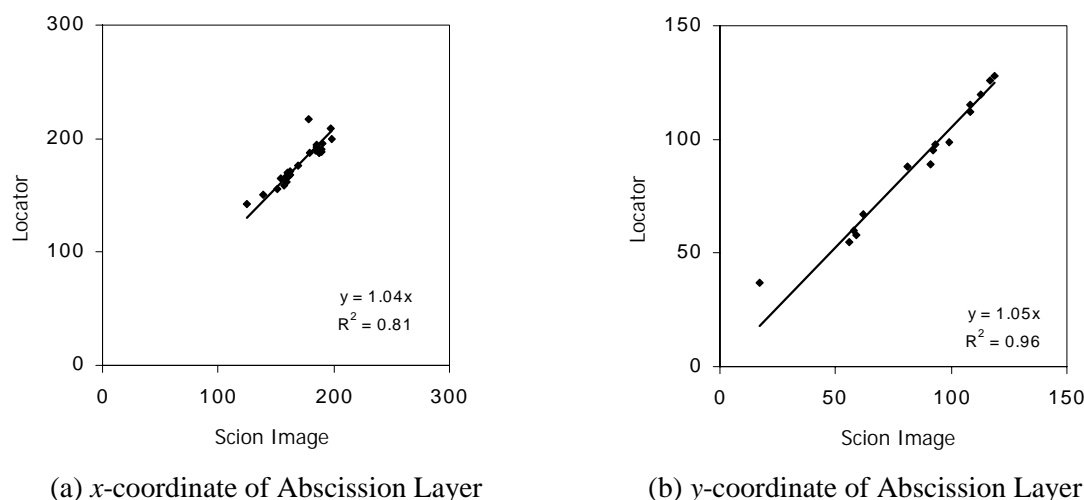 300
200
100
0
Locator
y = 1.04x
R² = 0.81
0 100 200 300
Scion Image
(a) x-coordinate of Abscission Layer
150
100
50
0
Locator
y = 1.05x
R² = 0.96
0 50 100 150
Scion Image
(b) y-coordinate of Abscission Layer